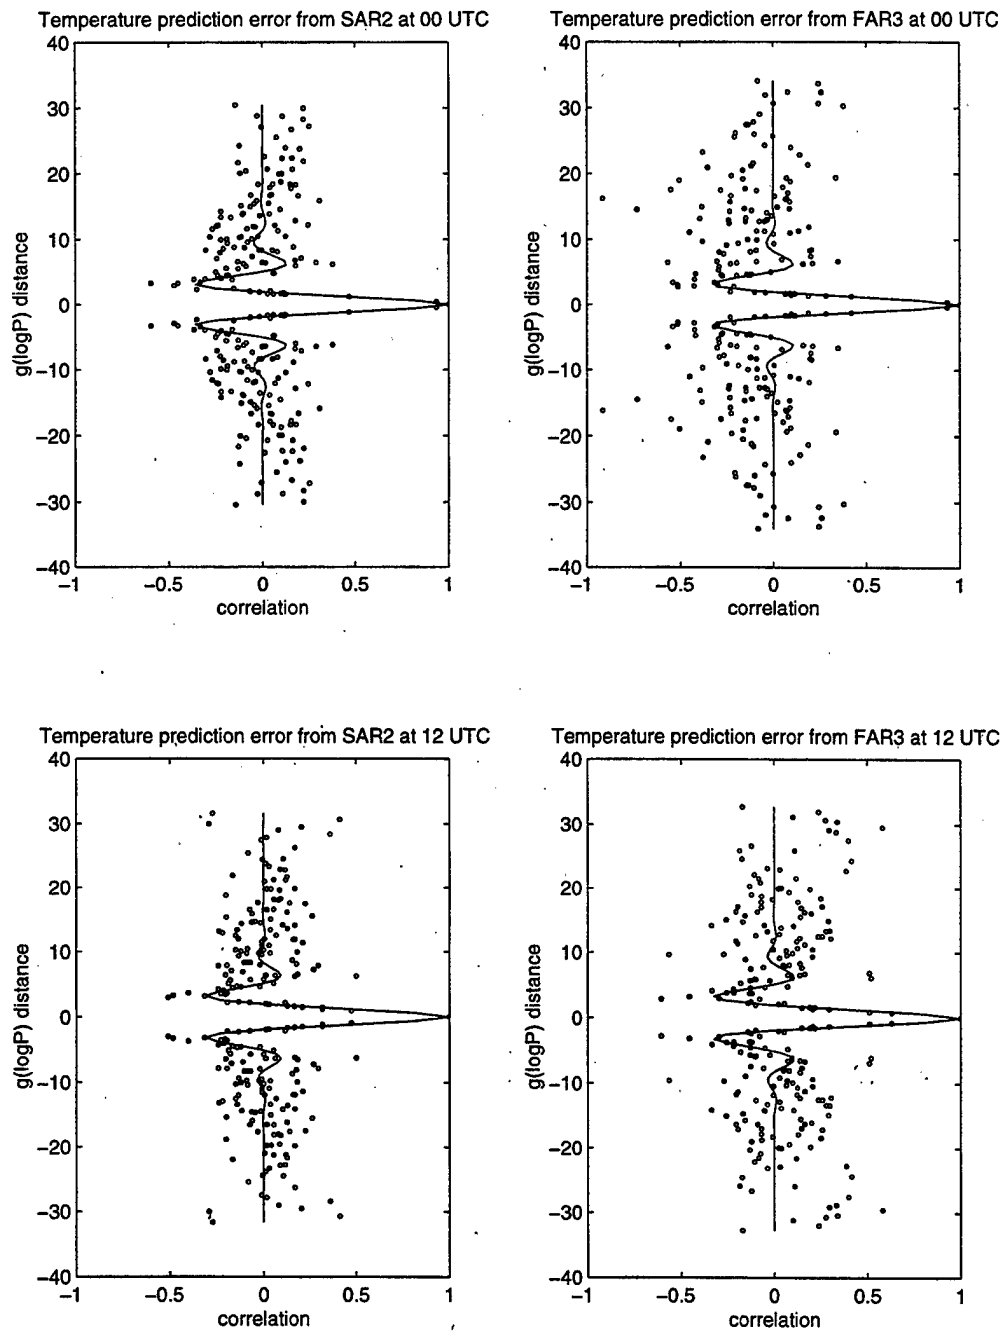 Temperature prediction error from SAR2 at 00 UTC
40
30
20
10
0
−10
−20
−30
−40
g(logP) distance
−1 −0.5 0 0.5 1
correlation
Temperature prediction error from FAR3 at 00 UTC
40
30
20
10
0
−10
−20
−30
−40
g(logP) distance
−1 −0.5 0 0.5 1
correlation
Temperature prediction error from SAR2 at 12 UTC
40
30
20
10
0
−10
−20
−30
−40
g(logP) distance
−1 −0.5 0 0.5 1
correlation
Temperature prediction error from FAR3 at 12 UTC
40
30
20
10
0
−10
−20
−30
−40
g(logP) distance
−1 −0.5 0 0.5 1
correlation